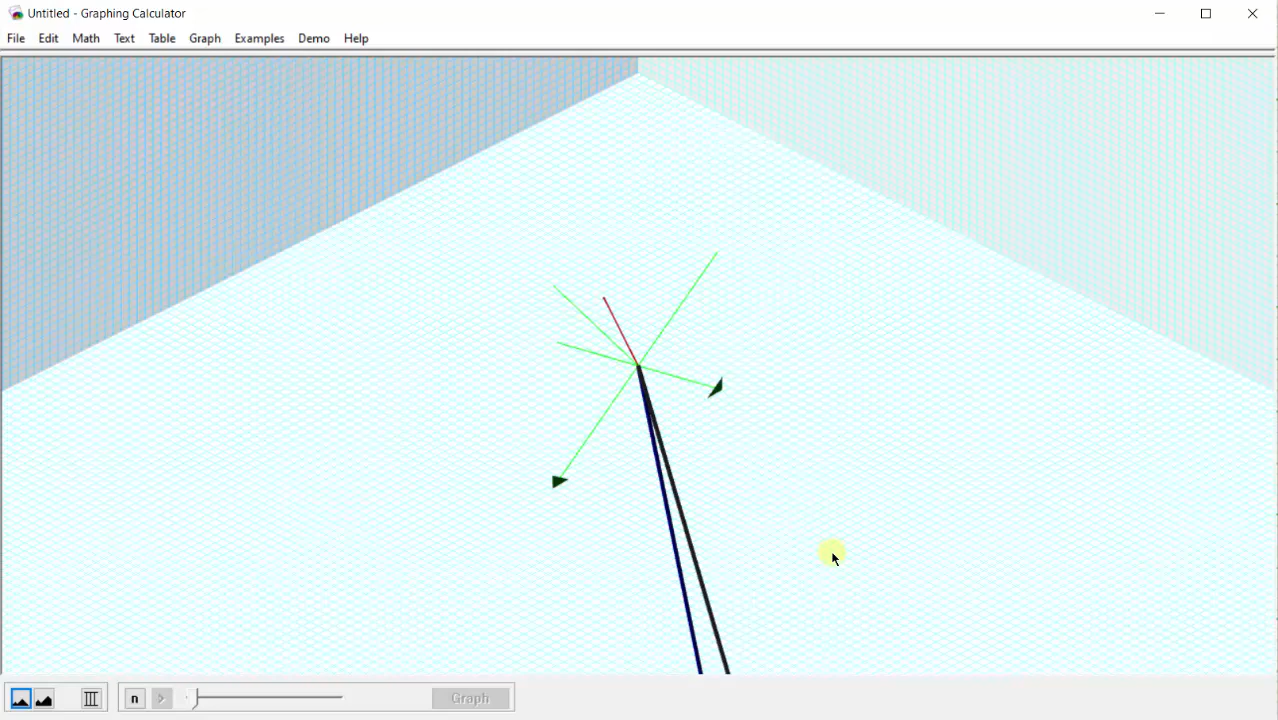 Untitled - Graphing Calculator
File Edit Math Text Table Graph Examples Demo Help
n > Graph